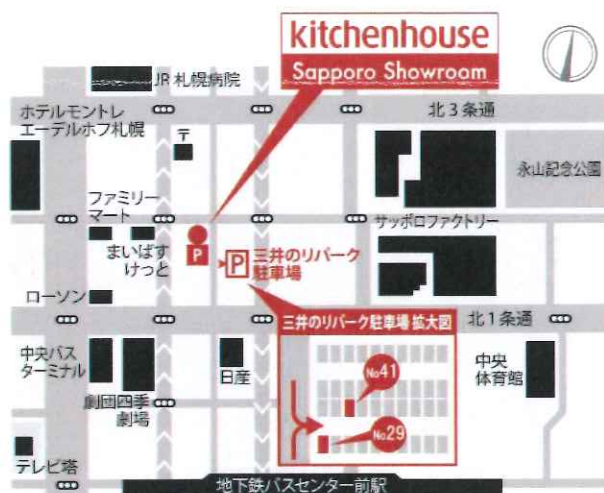 kitchenhouse
Sapporo Showroom
JR 札幌病院
ホテルモントレ
エーデルホフ札幌
北3条通
〒
永山記念公園
ファミリー
マート
サッポロファクトリー
まいばす
けっと
P
P
三井のリパーク
駐車場
ローソン
三井のリパーク駐車場 拡大図
北1条通
中央バス
ターミナル
日産
No41
中央
体育館
劇団四季
劇場
No29
テレビ塔
地下鉄バスセンター前駅